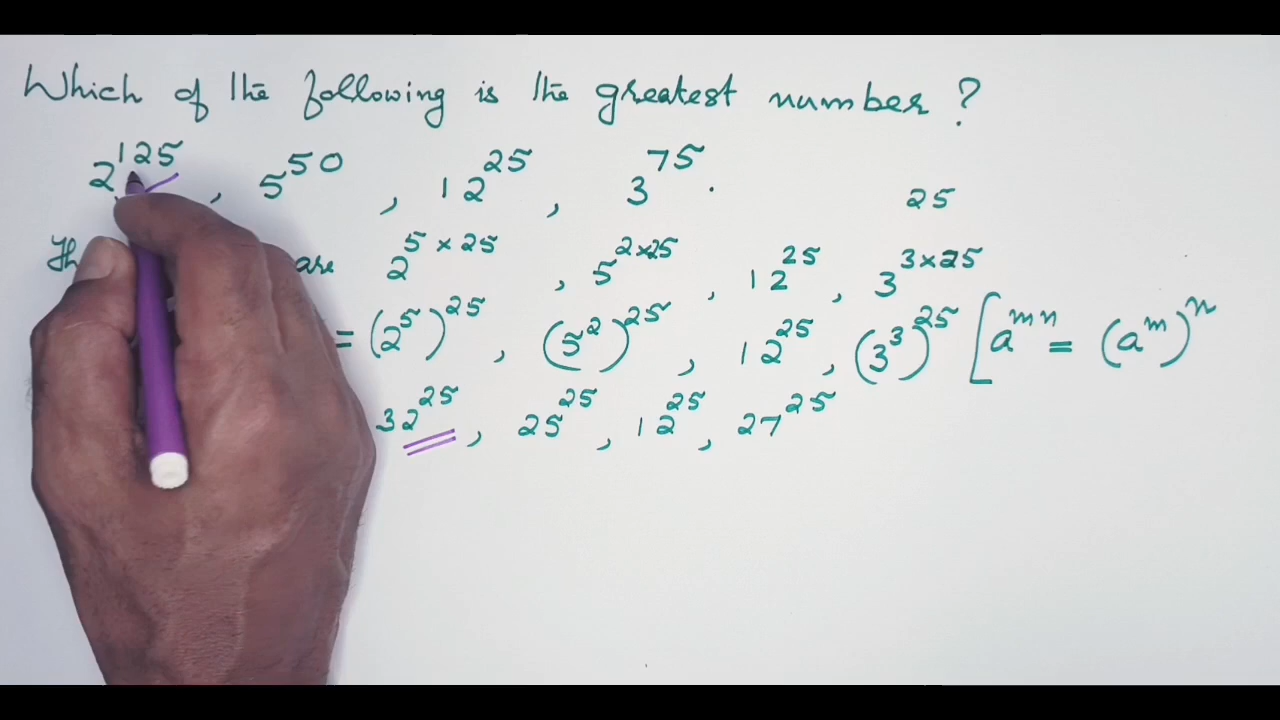 Which of the following is the greatest number ?
2^125 , 5^50 , 12^25 , 3^75 .
25
are 2^5×25 , 5^2×25 , 12^25 , 3^3×25
= (2^5)^25 , (5^2)^25 , 12^25 , (3^3)^25 [a^mn = (a^m)^n
32^25 , 25^25 , 12^25 , 27^25